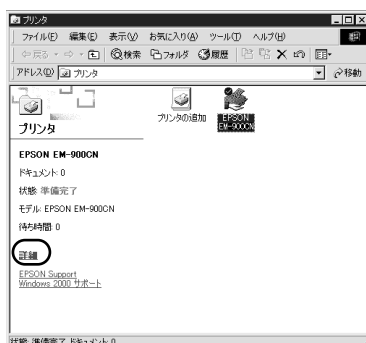 プリンタ
ファイル(F) 編集(E) 表示(V) お気に入り(A) ツール(T) ヘルプ(H)
戻る 検索 フォルダ 履歴
アドレス(D) プリンタ 移動
プリンタ
プリンタの追加
EPSON EM-900CN
EPSON EM-900CN
ドキュメント: 0
状態: 準備完了
モデル: EPSON EM-900CN
待ち時間: 0
詳細
EPSON Support
Windows 2000 サポート
状態: 準備完了 ドキュメント: 0